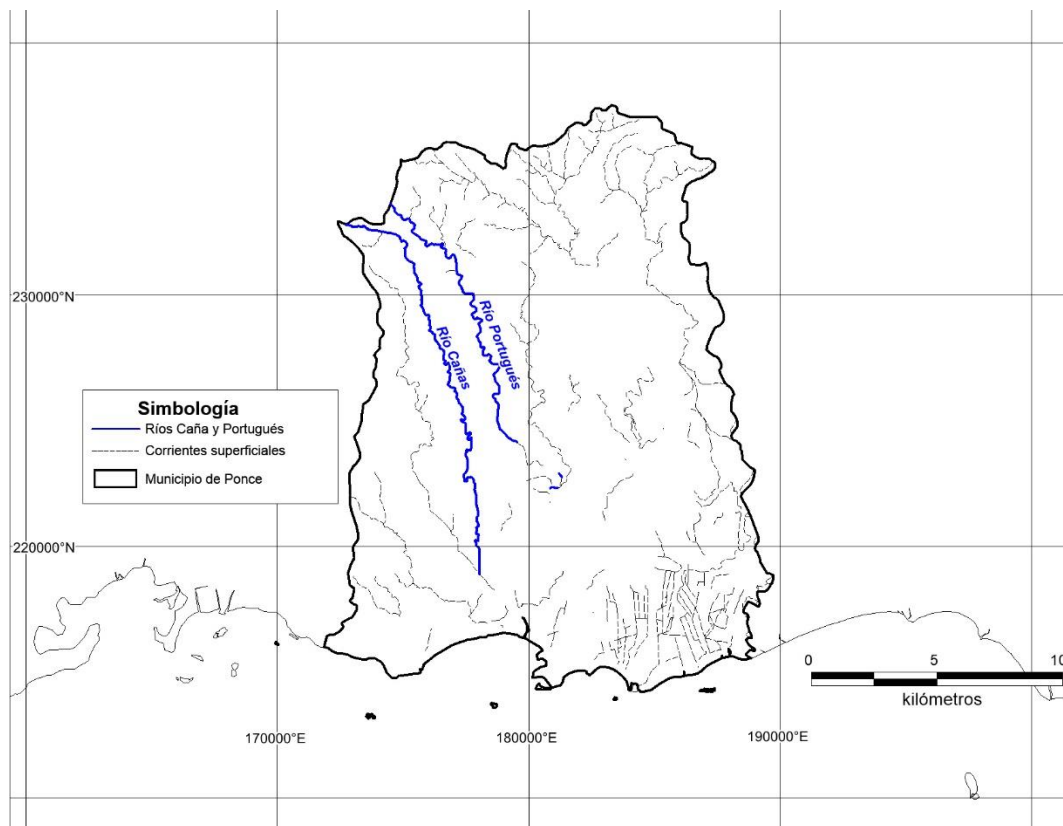 230000°N
Río Portugués
Río Cañas
Simbología
Ríos Caña y Portugués
Corrientes superficiales
Municipio de Ponce
220000°N
0 5 10
kilómetros
170000°E 180000°E 190000°E